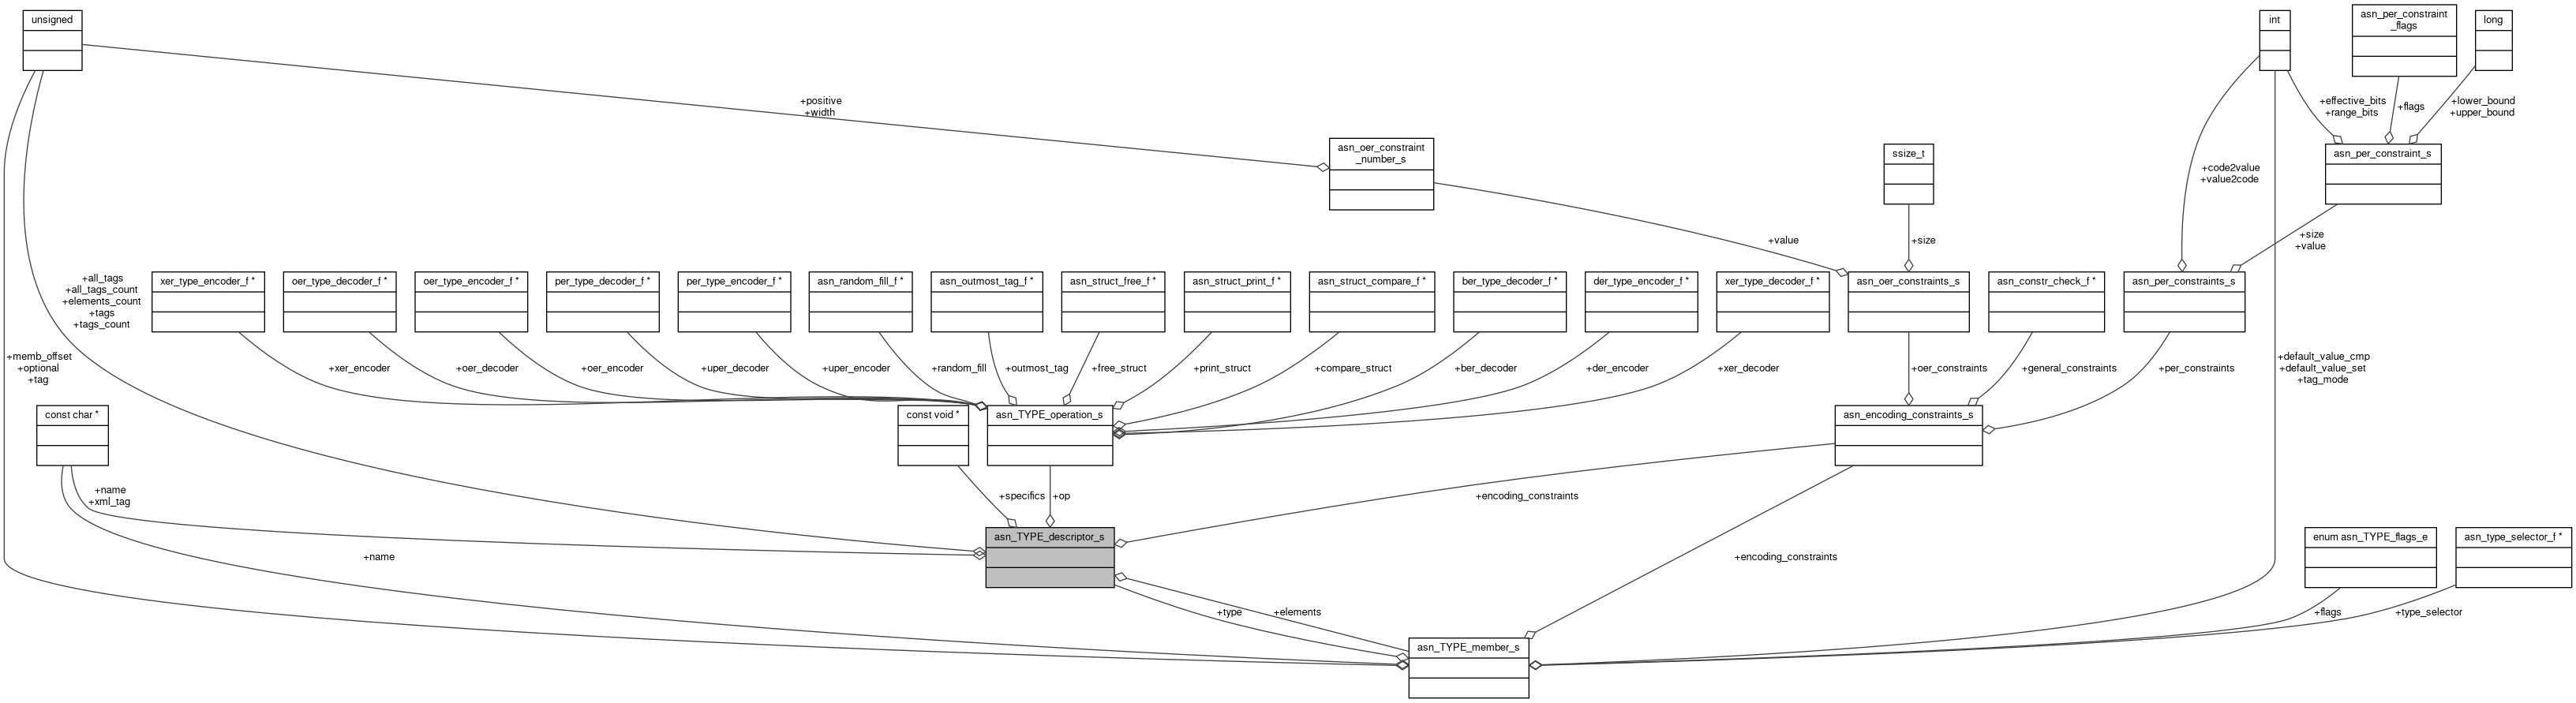 unsigned
int
asn_per_constraint
_flags
long
+positive
+width
+effective_bits
+range_bits
+flags
+lower_bound
+upper_bound
asn_oer_constraint
_number_s
ssize_t
asn_per_constraint_s
+code2value
+value2code
+value
+size
+size
+value
+all_tags
+all_tags_count
+elements_count
+tags
+tags_count
xer_type_encoder_f *
oer_type_decoder_f *
oer_type_encoder_f *
per_type_decoder_f *
per_type_encoder_f *
asn_random_fill_f *
asn_outmost_tag_f *
asn_struct_free_f *
asn_struct_print_f *
asn_struct_compare_f *
ber_type_decoder_f *
der_type_encoder_f *
xer_type_decoder_f *
asn_oer_constraints_s
asn_constr_check_f *
asn_per_constraints_s
+memb_offset
+optional
+tag
+xer_encoder
+oer_decoder
+oer_encoder
+uper_decoder
+uper_encoder
+random_fill
+outmost_tag
+free_struct
+print_struct
+compare_struct
+ber_decoder
+der_encoder
+xer_decoder
+oer_constraints
+general_constraints
+per_constraints
+default_value_cmp
+default_value_set
+tag_mode
const char *
const void *
asn_TYPE_operation_s
asn_encoding_constraints_s
+name
+xml_tag
+specifics
+op
+encoding_constraints
asn_TYPE_descriptor_s
enum asn_TYPE_flags_e
asn_type_selector_f *
+name
+encoding_constraints
+type
+elements
+flags
+type_selector
asn_TYPE_member_s